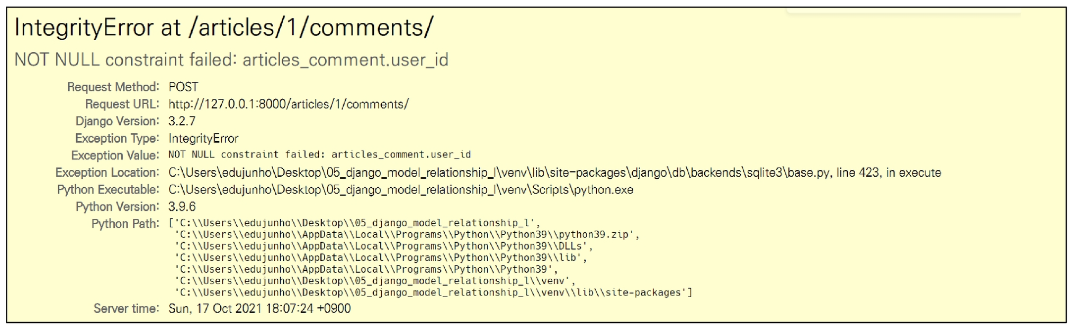 IntegrityError at /articles/1/comments/
NOT NULL constraint failed: articles_comment.user_id
Request Method: POST
Request URL: http://127.0.0.1:8000/articles/1/comments/
Django Version: 3.2.7
Exception Type: IntegrityError
Exception Value: NOT NULL constraint failed: articles_comment.user_id
Exception Location: C:\Users\edujunho\Desktop\05_django_model_relationship_I\venv\lib\site-packages\django\db\backends\sqlite3\base.py, line 423, in execute
Python Executable: C:\Users\edujunho\Desktop\05_django_model_relationship_I\venv\Scripts\python.exe
Python Version: 3.9.6
Python Path: ['C:\\Users\\edujunho\\Desktop\\05_django_model_relationship_l',
'C:\\Users\\edujunho\\AppData\\Local\\Programs\\Python\\Python39\\python39.zip',
'C:\\Users\\edujunho\\AppData\\Local\\Programs\\Python\\Python39\\DLLs',
'C:\\Users\\edujunho\\AppData\\Local\\Programs\\Python\\Python39\\lib',
'C:\\Users\\edujunho\\AppData\\Local\\Programs\\Python\\Python39',
'C:\\Users\\edujunho\\Desktop\\05_django_model_relationship_l\\venv',
'C:\\Users\\edujunho\\Desktop\\05_django_model_relationship_l\\venv\\lib\\site-packages']
Server time: Sun, 17 Oct 2021 18:07:24 +0900